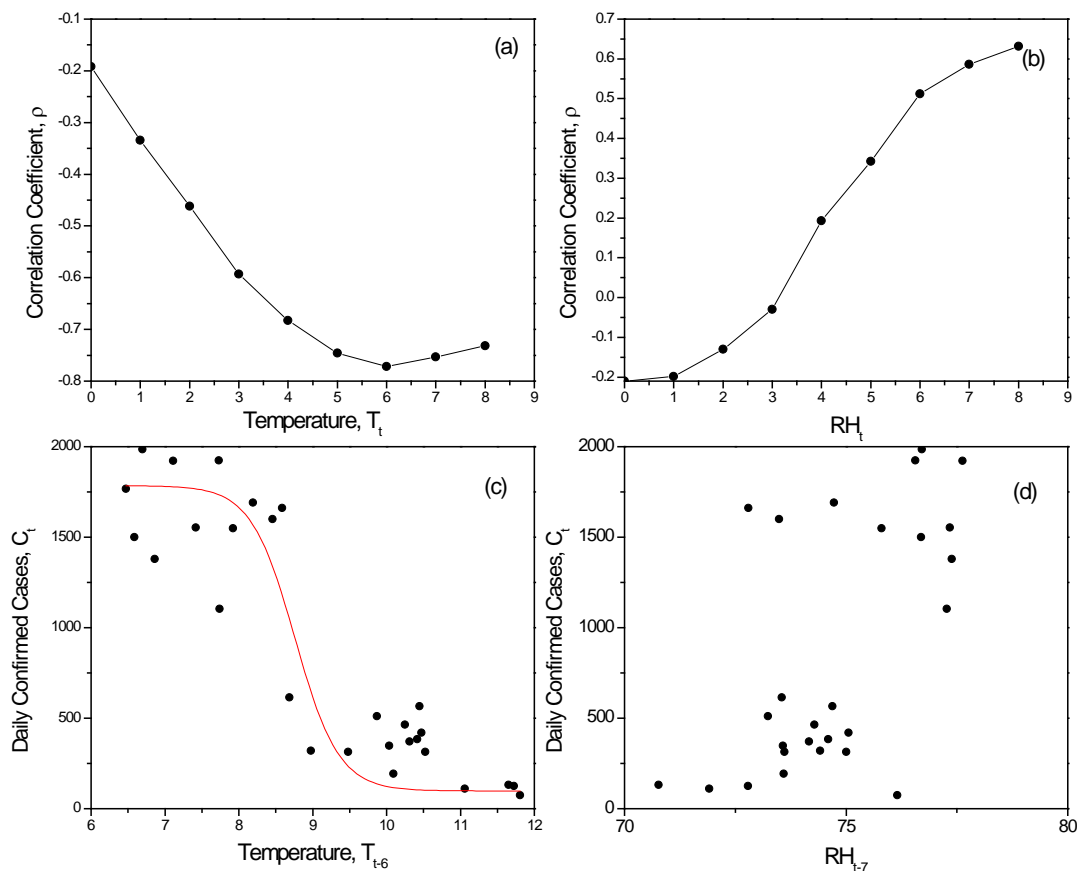 (a)
Correlation Coefficient, ρ
-0.1
-0.2
-0.3
-0.4
-0.5
-0.6
-0.7
-0.8
0 1 2 3 4 5 6 7 8 9
Temperature, T_t
(b)
Correlation Coefficient, ρ
0.7
0.6
0.5
0.4
0.3
0.2
0.1
0.0
-0.1
-0.2
0 1 2 3 4 5 6 7 8 9
RH_t
(c)
Daily Confirmed Cases, C_t
2000
1500
1000
500
0
6 7 8 9 10 11 12
Temperature, T_t-6
(d)
Daily Confirmed Cases, C_t
2000
1500
1000
500
0
70 75 80
RH_t-7